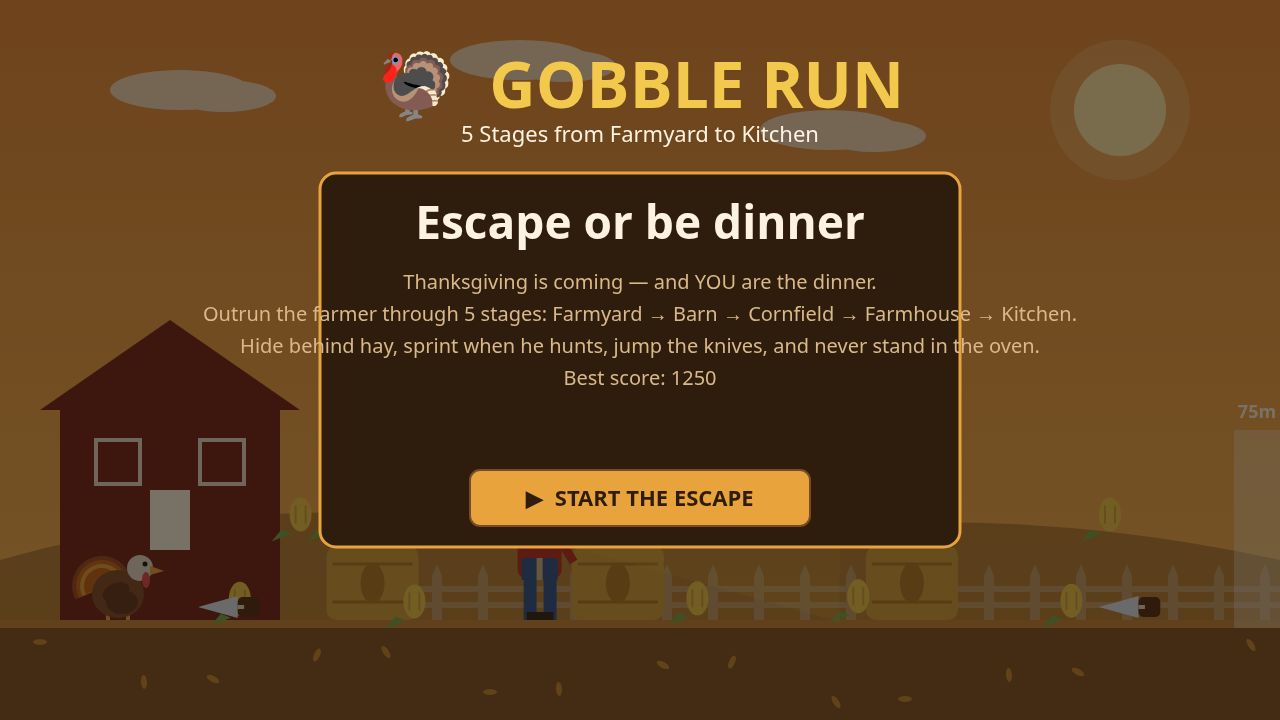 🦃 GOBBLE RUN
5 Stages from Farmyard to Kitchen
Escape or be dinner
Thanksgiving is coming — and YOU are the dinner.
Outrun the farmer through 5 stages: Farmyard → Barn → Cornfield → Farmhouse → Kitchen.
Hide behind hay, sprint when he hunts, jump the knives, and never stand in the oven.
Best score: 1250
75m
▶ START THE ESCAPE